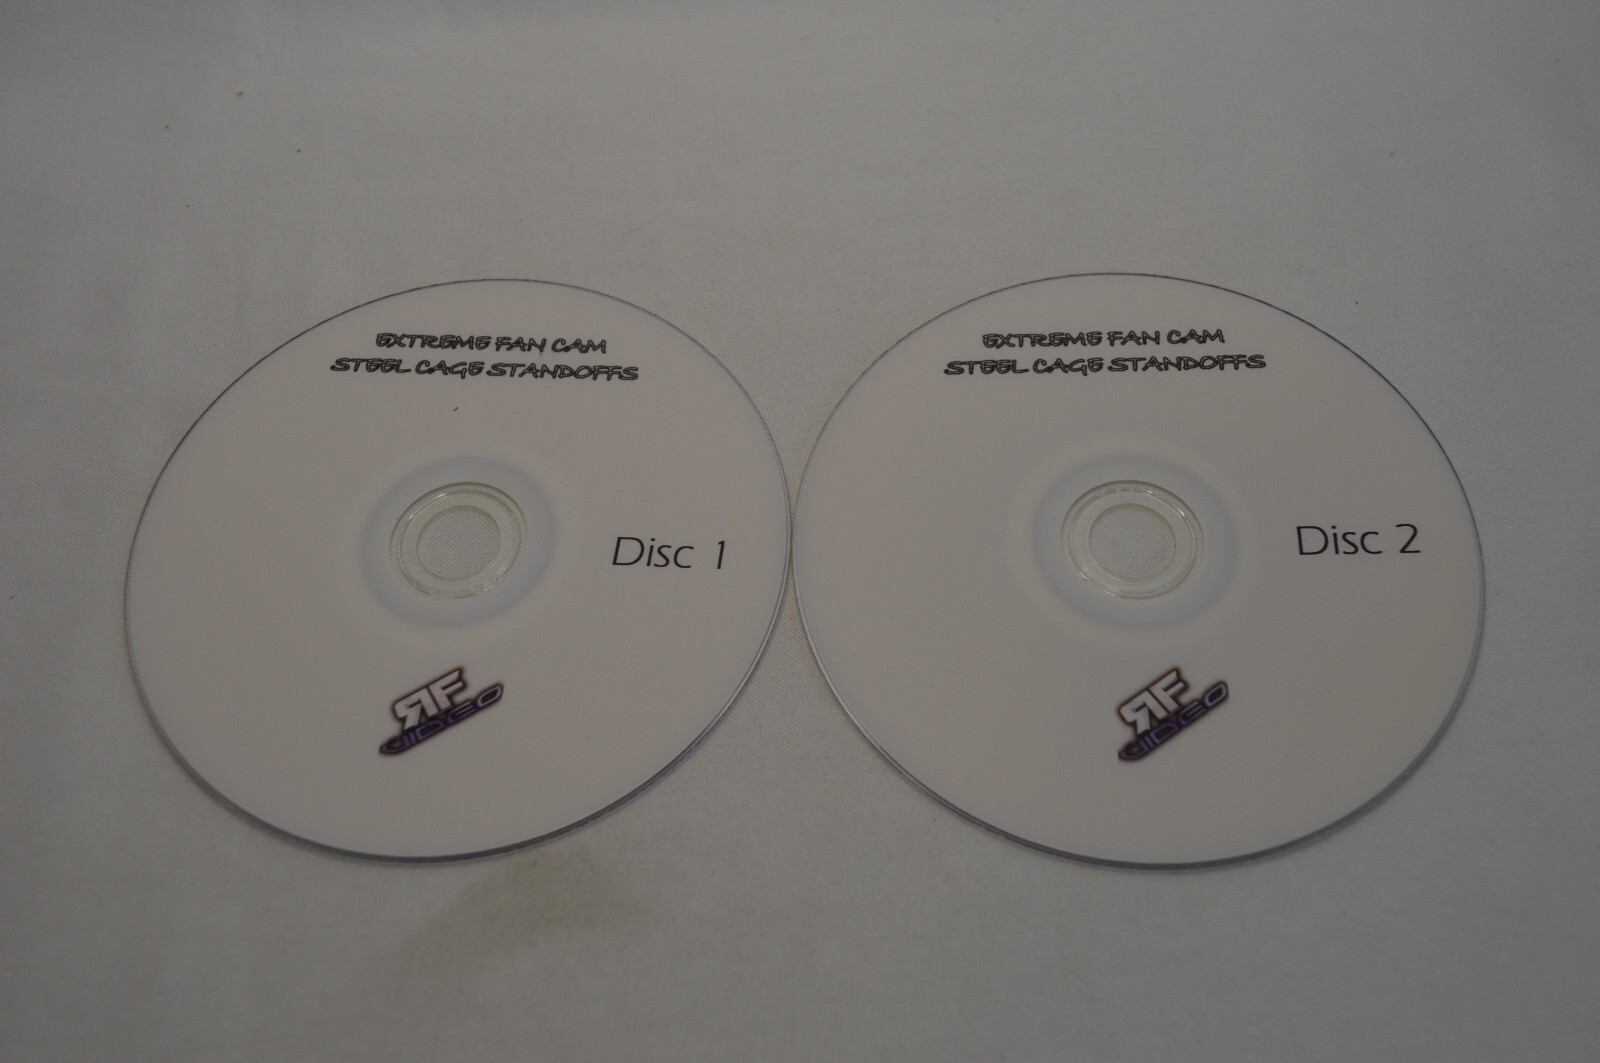 EXTREME FAN CAM
STEEL CAGE STANDOFFS
Disc 1
RF
VIDEO
EXTREME FAN CAM
STEEL CAGE STANDOFFS
Disc 2
RF
VIDEO